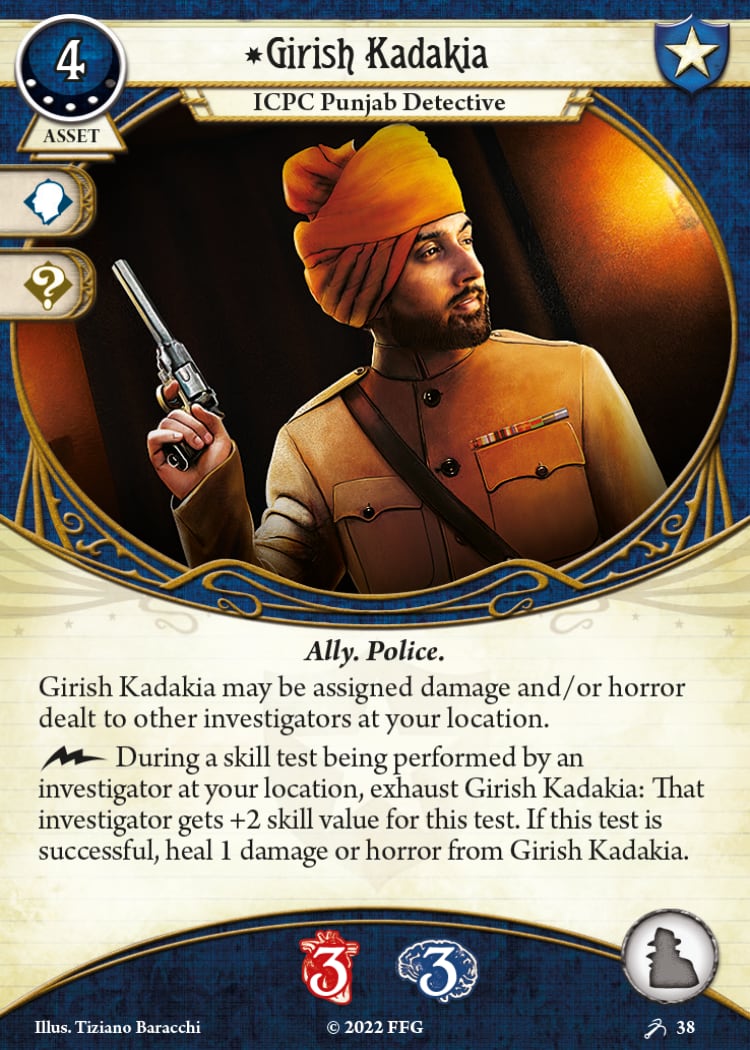 4
Girish Kadakia
ICPC Punjab Detective
ASSET
?
Ally. Police.
Girish Kadakia may be assigned damage and/or horror
dealt to other investigators at your location.
During a skill test being performed by an
investigator at your location, exhaust Girish Kadakia: That
investigator gets +2 skill value for this test. If this test is
successful, heal 1 damage or horror from Girish Kadakia.
3 3
Illus. Tiziano Baracchi © 2022 FFG 38